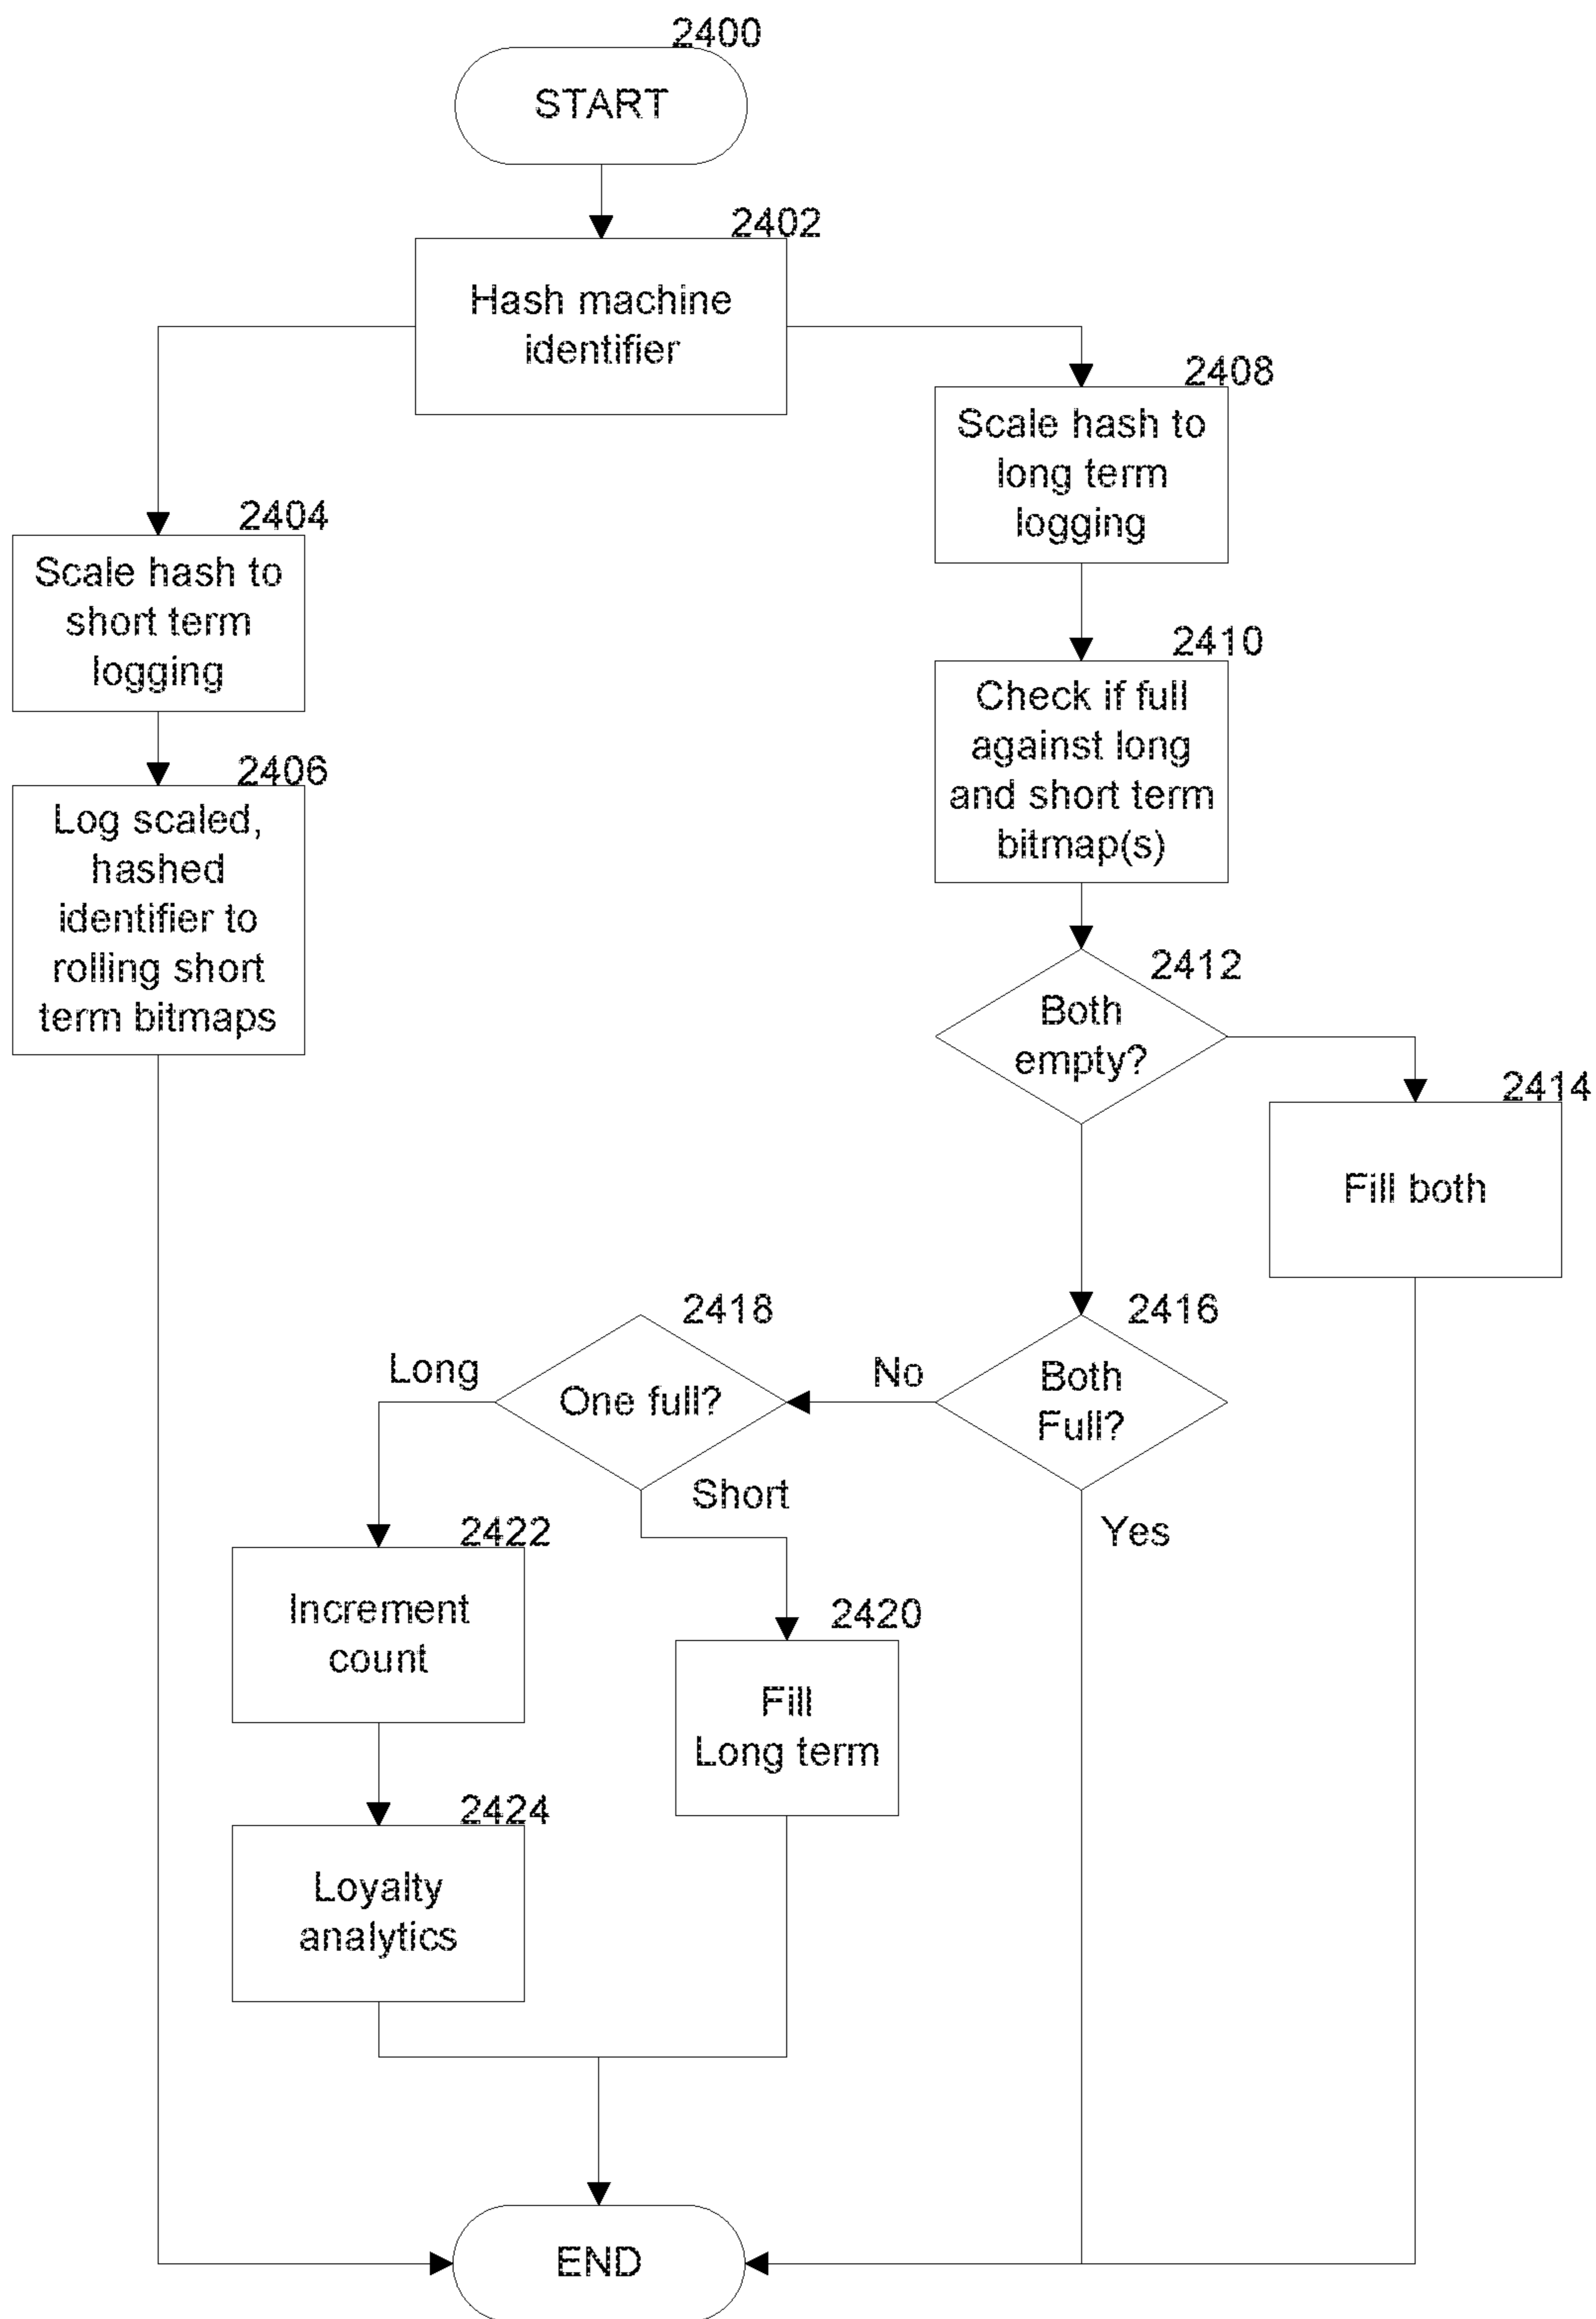 2400
START
2402
Hash machine
identifier
2408
Scale hash to
long term
logging
2404
Scale hash to
short term
logging
2410
Check if full
against long
and short term
bitmap(s)
2406
Log scaled,
hashed
identifier to
rolling short
term bitmaps
2412
Both
empty?
2414
Fill both
2416
Both
Full?
No
Yes
2418
One full?
Long
Short
2422
Increment
count
2420
Fill
Long term
2424
Loyalty
analytics
END